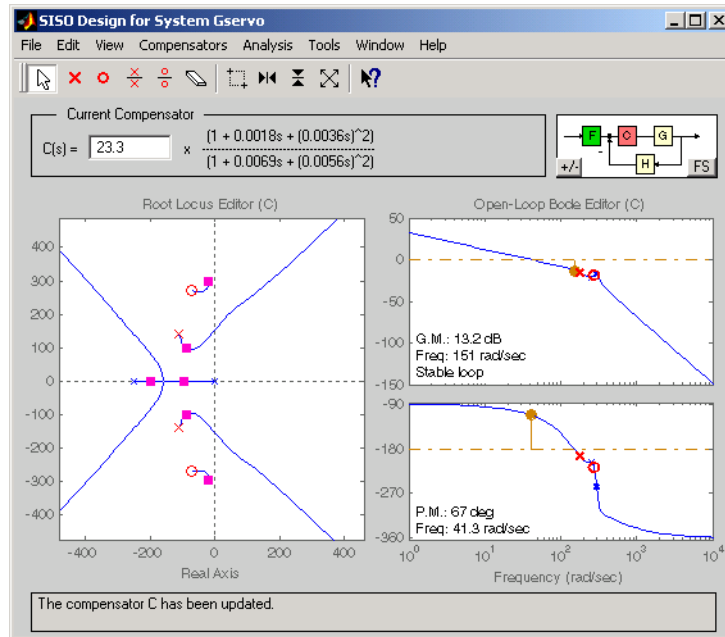 SISO Design for System Gservo
File Edit View Compensators Analysis Tools Window Help
Current Compensator
C(s) = 23.3 x (1 + 0.0018s + (0.0036s)^2)
(1 + 0.0069s + (0.0056s)^2)
F C G
H
+/- FS
Root Locus Editor (C)
400
300
200
100
0
-100
-200
-300
-400
-400 -200 0 200 400
Real Axis
Open-Loop Bode Editor (C)
50
0
-50
-100
-150
G.M.: 13.2 dB
Freq: 151 rad/sec
Stable loop
-90
-180
-270
-360
P.M.: 67 deg
Freq: 41.3 rad/sec
10^0 10^1 10^2 10^3 10^4
Frequency (rad/sec)
The compensator C has been updated.